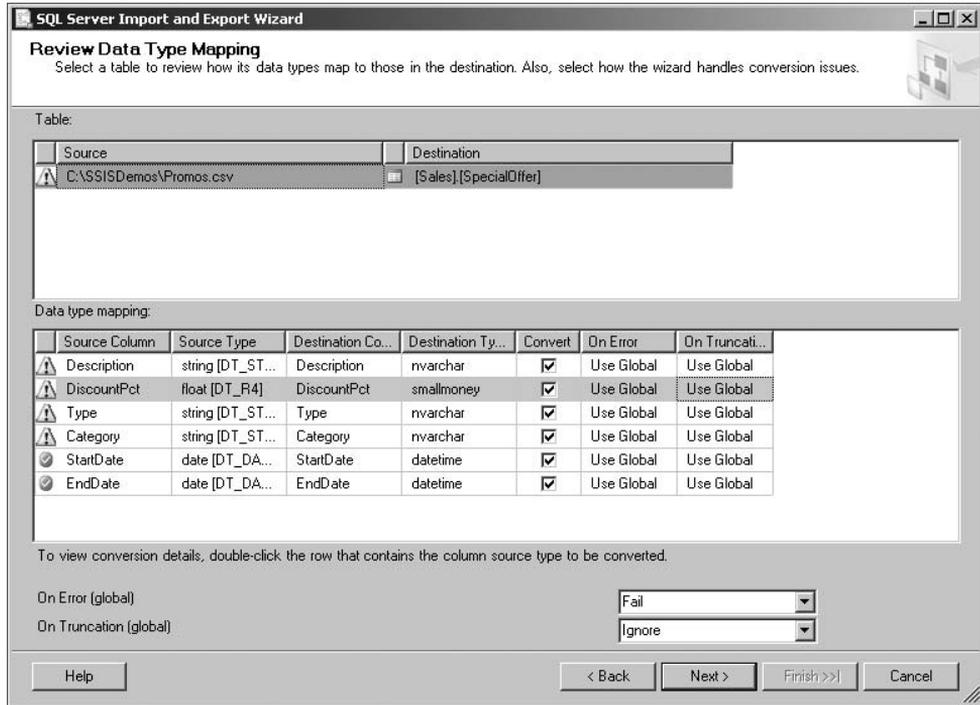 SQL Server Import and Export Wizard
Review Data Type Mapping
Select a table to review how its data types map to those in the destination. Also, select how the wizard handles conversion issues.
Table:
Source Destination
C:\SSISDemos\Promos.csv [Sales].[SpecialOffer]
Data type mapping:
Source Column Source Type Destination Co... Destination Ty... Convert On Error On Truncati...
Description string [DT_ST... Description nvarchar Use Global Use Global
DiscountPct float [DT_R4] DiscountPct smallmoney Use Global Use Global
Type string [DT_ST... Type nvarchar Use Global Use Global
Category string [DT_ST... Category nvarchar Use Global Use Global
StartDate date [DT_DA... StartDate datetime Use Global Use Global
EndDate date [DT_DA... EndDate datetime Use Global Use Global
To view conversion details, double-click the row that contains the column source type to be converted.
On Error (global) Fail
On Truncation (global) Ignore
Help < Back Next > Finish >>| Cancel